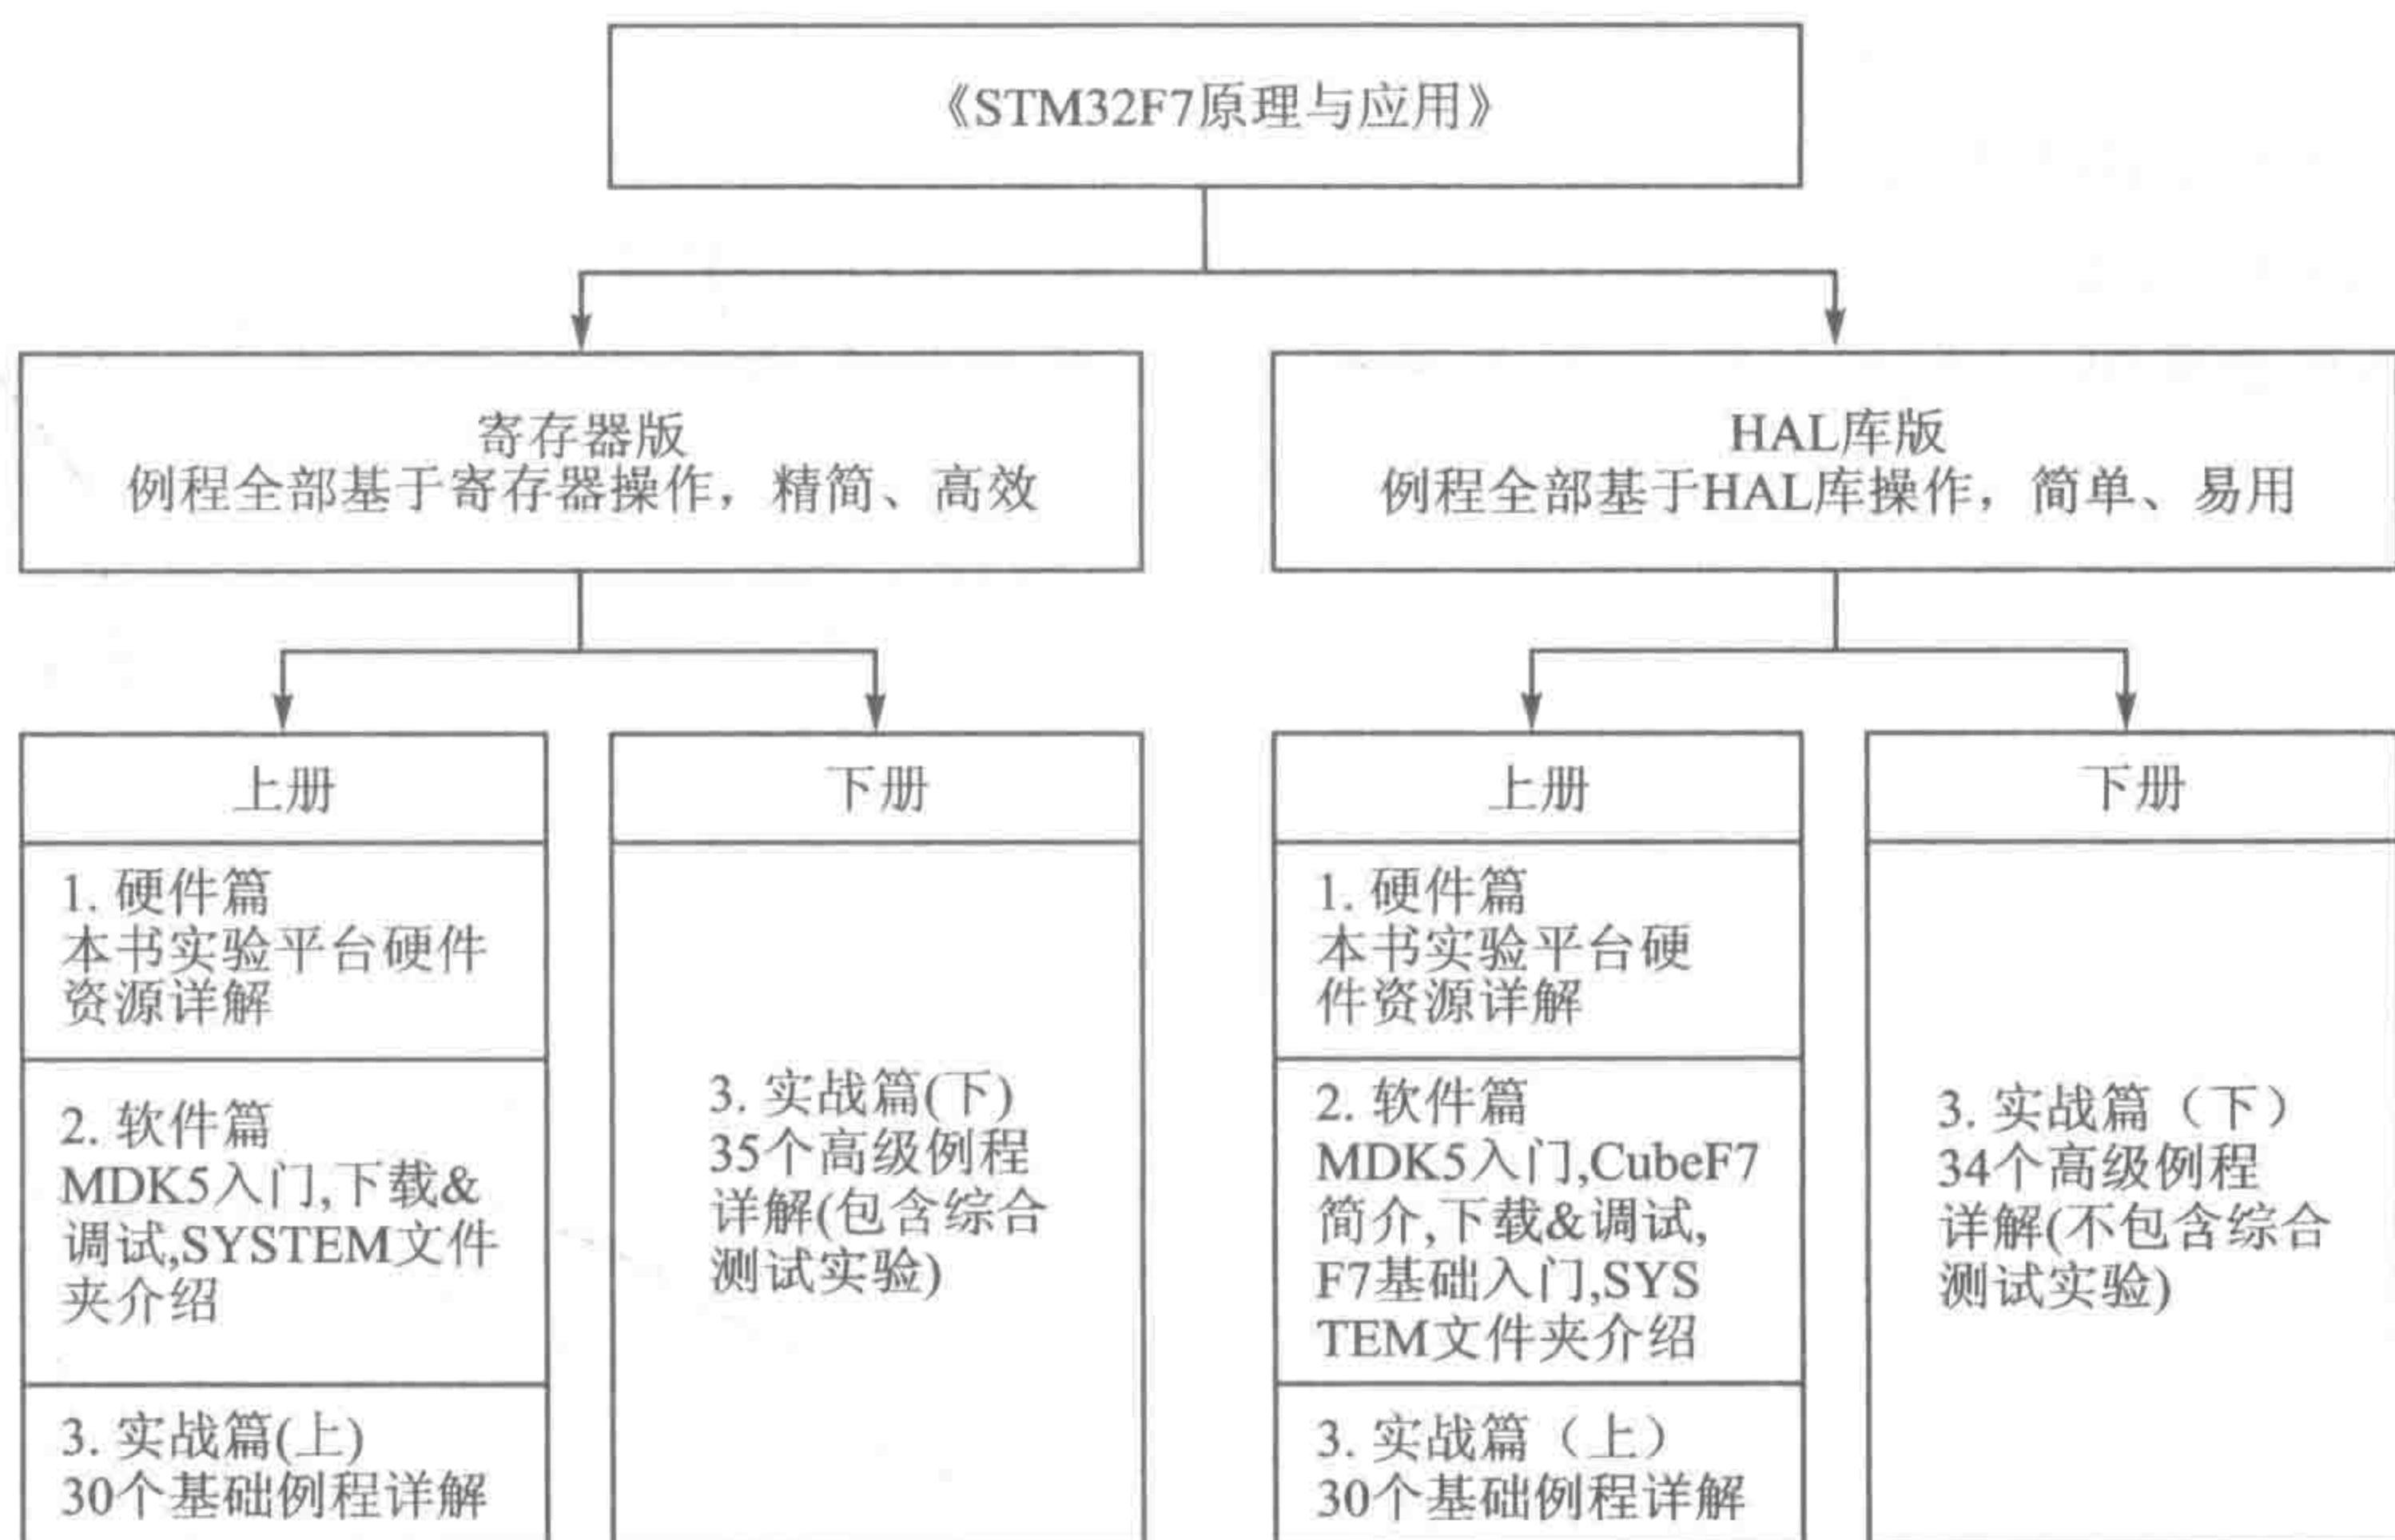 《STM32F7原理与应用》
寄存器版
例程全部基于寄存器操作，精简、高效
HAL库版
例程全部基于HAL库操作，简单、易用
上册
1. 硬件篇
本书实验平台硬件
资源详解
2. 软件篇
MDK5入门,下载&
调试,SYSTEM文件
夹介绍
3. 实战篇(上)
30个基础例程详解
下册
3. 实战篇(下)
35个高级例程
详解(包含综合
测试实验)
上册
1. 硬件篇
本书实验平台硬
件资源详解
2. 软件篇
MDK5入门,CubeF7
简介,下载&调试,
F7基础入门,SYS
TEM文件夹介绍
3. 实战篇（上）
30个基础例程详解
下册
3. 实战篇（下）
34个高级例程
详解(不包含综合
测试实验)